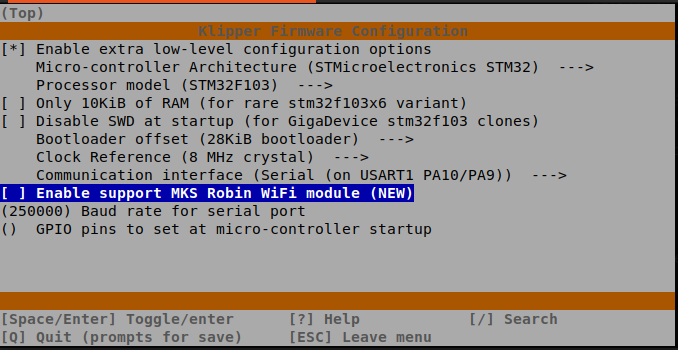 (Top)
Klipper Firmware Configuration
[*] Enable extra low-level configuration options
Micro-controller Architecture (STMicroelectronics STM32) --->
Processor model (STM32F103) --->
[ ] Only 10KiB of RAM (for rare stm32f103x6 variant)
[ ] Disable SWD at startup (for GigaDevice stm32f103 clones)
Bootloader offset (28KiB bootloader) --->
Clock Reference (8 MHz crystal) --->
Communication interface (Serial (on USART1 PA10/PA9)) --->
[ ] Enable support MKS Robin WiFi module (NEW)
(250000) Baud rate for serial port
() GPIO pins to set at micro-controller startup
[Space/Enter] Toggle/enter [?] Help [/] Search
[Q] Quit (prompts for save) [ESC] Leave menu